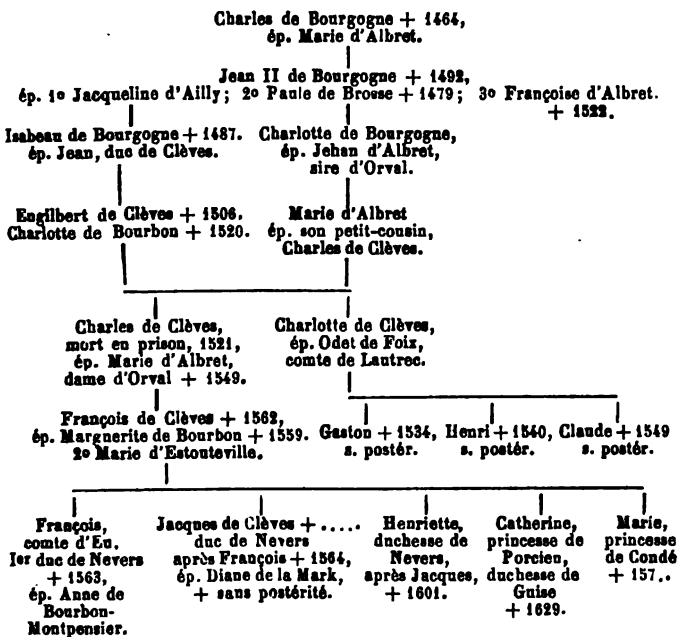 Charles de Bourgogne + 1464,
ép. Marie d'Albret.
Jean II de Bourgogne + 1492,
ép. 1º Jacqueline d'Ailly; 2º Paule de Brosse + 1479; 3º Françoise d'Albret.
+ 1522.
Isabeau de Bourgogne + 1487.
ép. Jean, duc de Clèves.
Charlotte de Bourgogne,
ép. Jehan d'Albret,
sire d'Orval.
Engilbert de Clèves + 1506.
Charlotte de Bourbon + 1520.
Marie d'Albret
ép. son petit-cousin,
Charles de Clèves.
Charles de Clèves,
mort en prison, 1521,
ép. Marie d'Albret,
dame d'Orval + 1549.
Charlotte de Clèves,
ép. Odet de Foix,
comte de Lautrec.
François de Clèves + 1562,
ép. Marguerite de Bourbon + 1559.
2º Marie d'Estouteville.
Gaston + 1534,
s. postér.
Henri + 1540,
s. postér.
Claude + 1549
s. postér.
François,
comte d'Eu.
Ier duc de Nevers
+ 1563,
ép. Anne de
Bourbon-
Montpensier.
Jacques de Clèves + .....
duc de Nevers
après François + 1564,
ép. Diane de la Mark,
+ sans postérité.
Henriette,
duchesse de
Nevers,
après Jacques,
+ 1601.
Catherine,
princesse de
Porcien,
duchesse de
Guise
+ 1629.
Marie,
princesse
de Condé
+ 157..